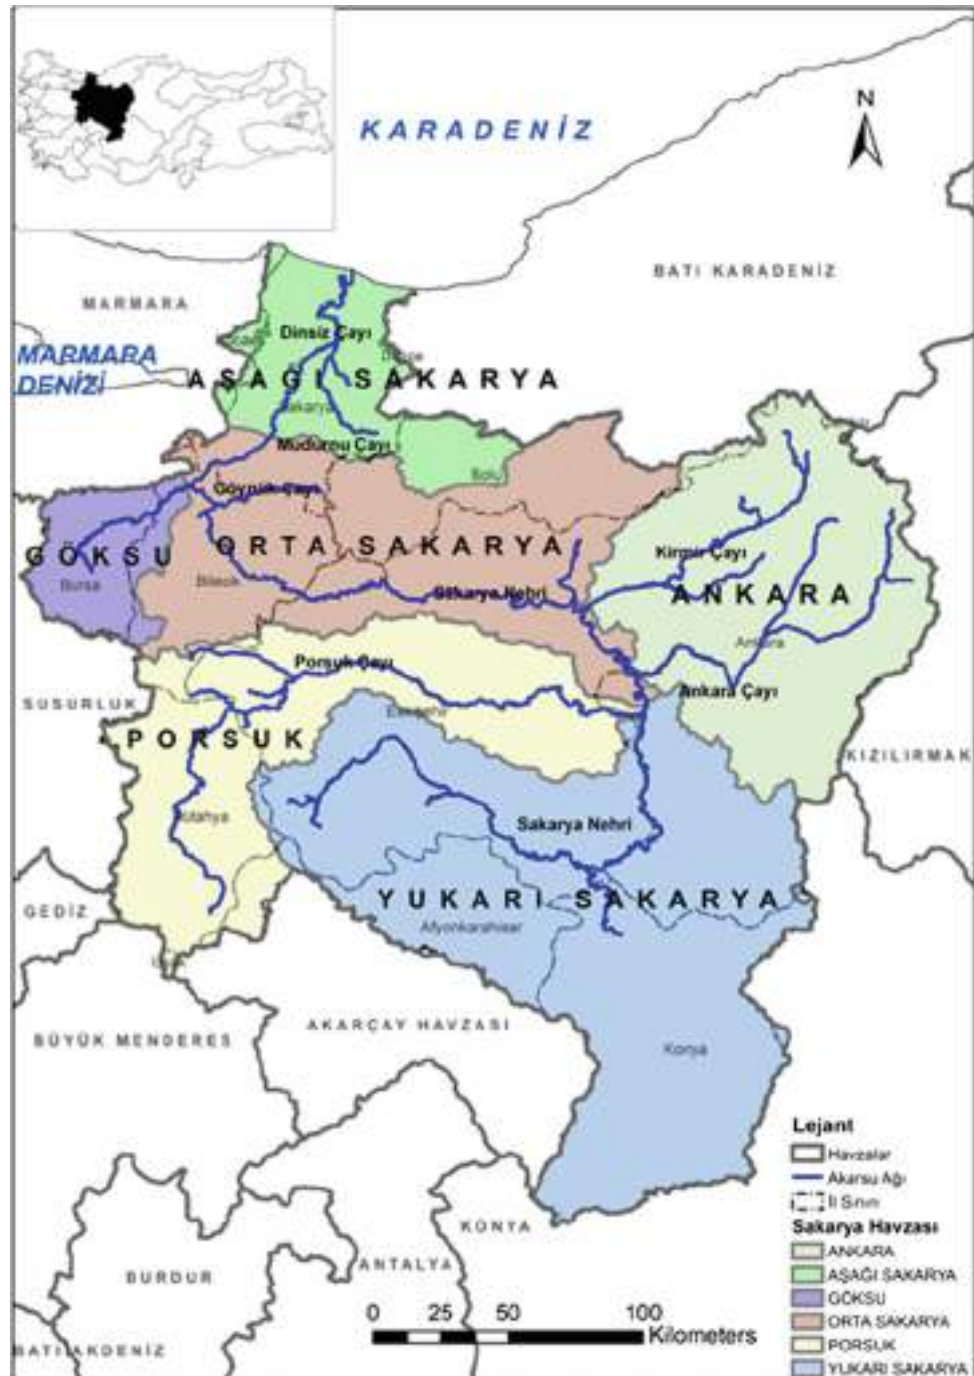 KARADENİZ
N
BATI KARADENİZ
MARMARA
MARMARA
DENİZİ
Dinsiz Çayı
AŞAĞI SAKARYA
Sakarya
Mudurnu Çayı
Bolu
Göynük Çayı
GÖKSU
ORTA SAKARYA
Kirmir Çayı
Bursa
Bilecik
Sakarya Nehri
ANKARA
Ankara
Porsuk Çayı
Ankara Çayı
SUSURLUK
Eskişehir
PORSUK
KIZILIRMAK
Kütahya
Sakarya Nehri
YUKARI SAKARYA
GEDİZ
Afyonkarahisar
AKARÇAY HAVZASI
BÜYÜK MENDERES
Konya
Lejant
Havzalar
Akarsu Ağı
İl Sınırı
Sakarya Havzası
ANKARA
AŞAĞI SAKARYA
GÖKSU
ORTA SAKARYA
PORSUK
YUKARI SAKARYA
KONYA
ANTALYA
BURDUR
BATI AKDENİZ
0 25 50 100
Kilometers